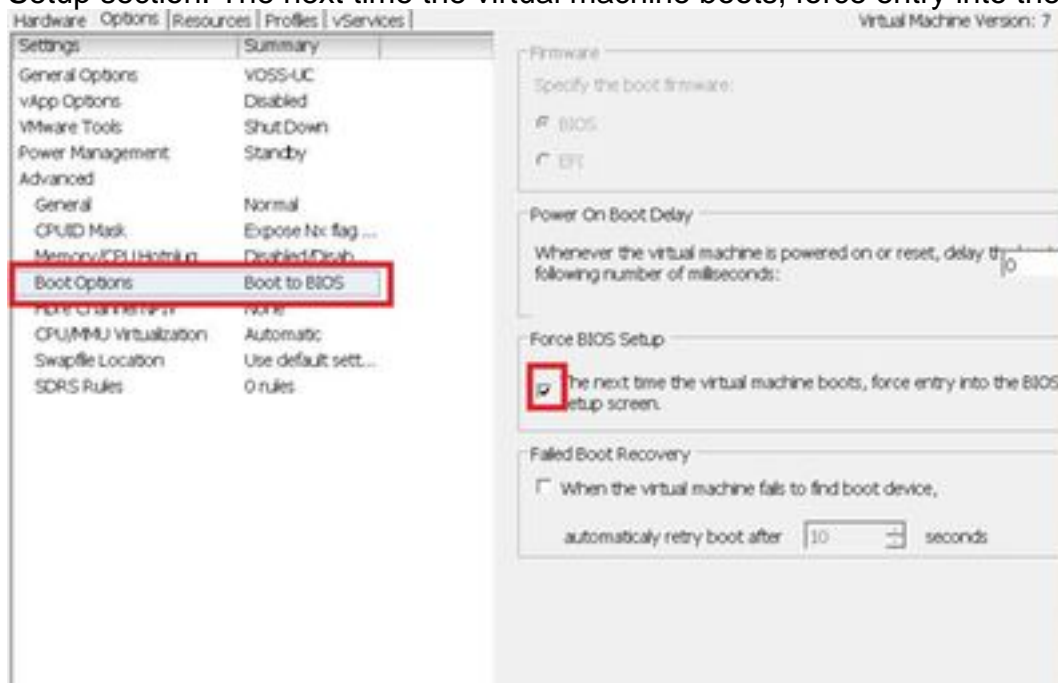 Setup section: The next time the virtual machine boots, force entry into the
Hardware Options Resources Profiles vServices Virtual Machine Version: 7
Settings Summary
General Options VOSS-UC
vApp Options Disabled
VMware Tools Shut Down
Power Management Standby
Advanced
General Normal
CPUID Mask Expose Nx flag ...
Memory/CPU Hotplug Disabled/Disab...
Boot Options Boot to BIOS
Fibre Channel NPIV None
CPU/MMU Virtualization Automatic
Swapfile Location Use default sett...
SDRS Rules 0 rules
Firmware
Specify the boot firmware:
BIOS
EFI
Power On Boot Delay
Whenever the virtual machine is powered on or reset, delay the
following number of milliseconds:
0
Force BIOS Setup
The next time the virtual machine boots, force entry into the BIOS
setup screen.
Failed Boot Recovery
When the virtual machine fails to find boot device,
automaticaly retry boot after 10 seconds